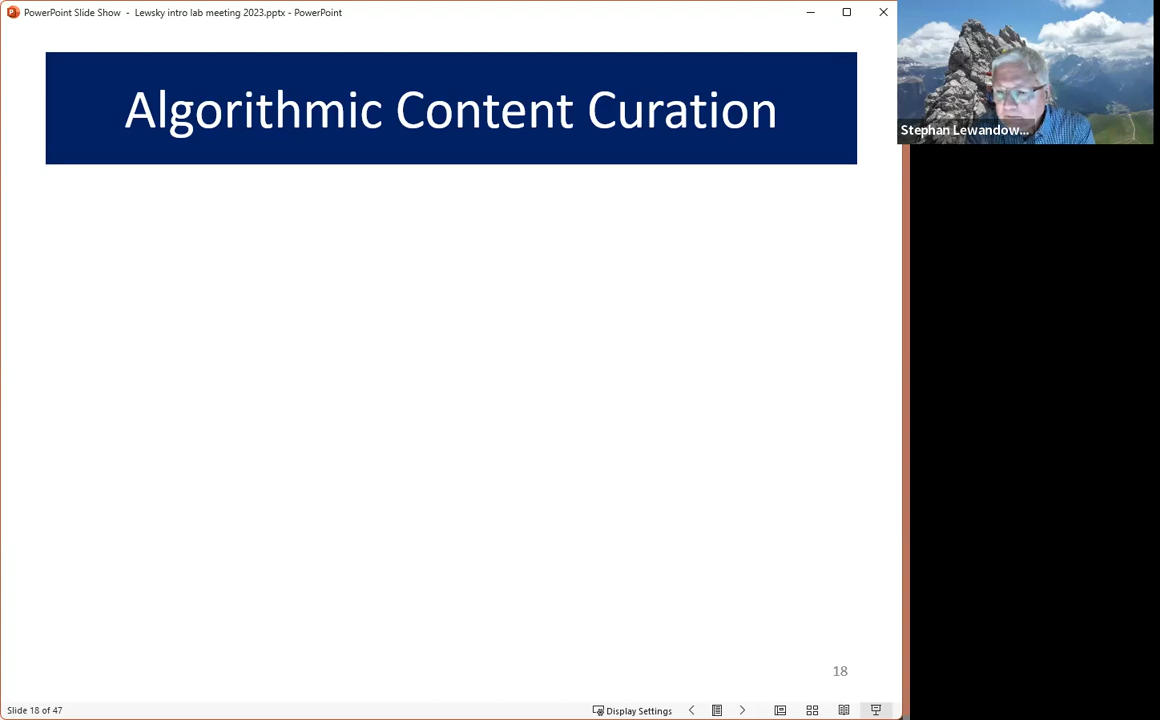 PowerPoint Slide Show - Lewsky intro lab meeting 2023.pptx - PowerPoint
Algorithmic Content Curation
Stephan Lewandow...
18
Slide 18 of 47
Display Settings